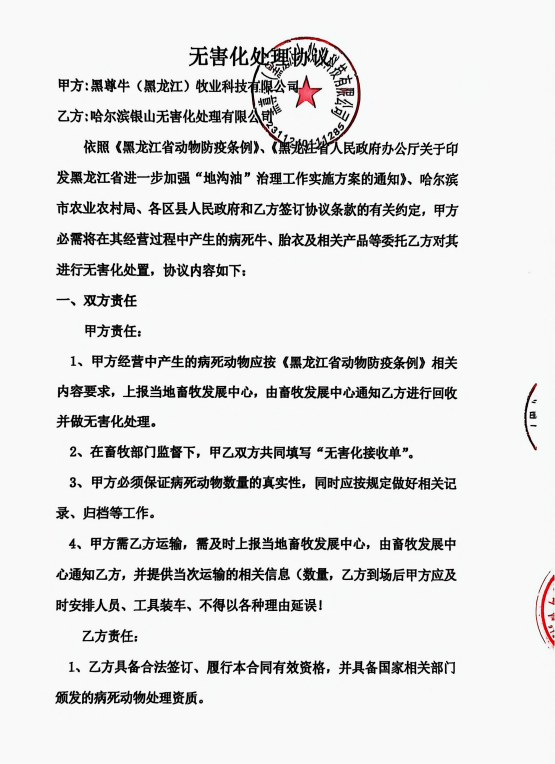 无害化处理协议
甲方:黑尊牛（黑龙江）牧业科技有限公司
乙方:哈尔滨银山无害化处理有限公司
依照《黑龙江省动物防疫条例》、《黑龙江省人民政府办公厅关于印
发黑龙江省进一步加强“地沟油”治理工作实施方案的通知》、哈尔滨
市农业农村局、各区县人民政府和乙方签订协议条款的有关约定，甲方
必需将在其经营过程中产生的病死牛、胎衣及相关产品等委托乙方对其
进行无害化处置，协议内容如下：
一、双方责任
甲方责任：
1、甲方经营中产生的病死动物应按《黑龙江省动物防疫条例》相关
内容要求，上报当地畜牧发展中心，由畜牧发展中心通知乙方进行回收
并做无害化处理。
2、在畜牧部门监督下，甲乙双方共同填写“无害化接收单”。
3、甲方必须保证病死动物数量的真实性，同时应按规定做好相关记
录、归档等工作。
4、甲方需乙方运输，需及时上报当地畜牧发展中心，由畜牧发展中
心通知乙方，并提供当次运输的相关信息（数量，乙方到场后甲方应及
时安排人员、工具装车、不得以各种理由延误！
乙方责任：
1、乙方具备合法签订、履行本合同有效资格，并具备国家相关部门
颁发的病死动物处理资质。